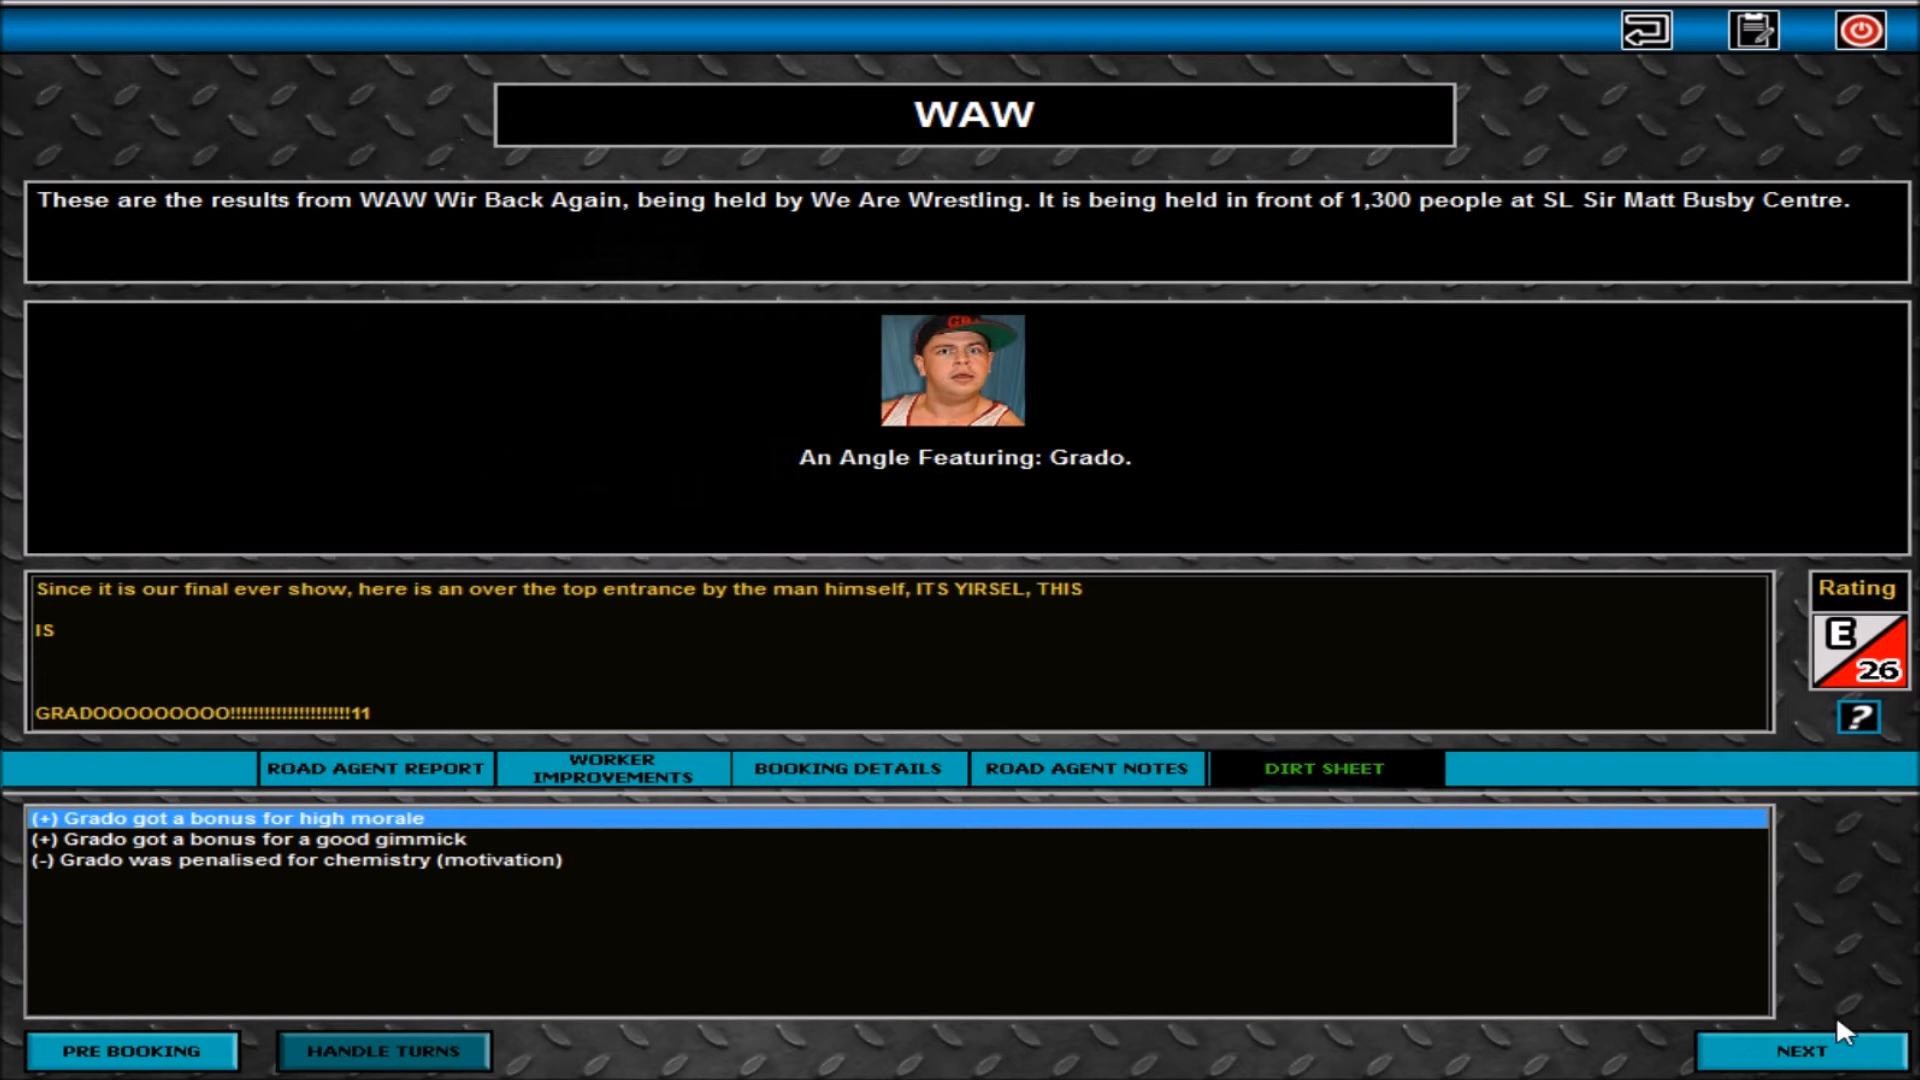 WAW
These are the results from WAW Wir Back Again, being held by We Are Wrestling. It is being held in front of 1,300 people at SL Sir Matt Busby Centre.
An Angle Featuring: Grado.
Since it is our final ever show, here is an over the top entrance by the man himself, ITS YIRSEL, THIS
IS
GRADOOOOOOOOO!!!!!!!!!!!!!!!!!!!!!11
Rating
E
26
?
ROAD AGENT REPORT
WORKER
IMPROVEMENTS
BOOKING DETAILS
ROAD AGENT NOTES
DIRT SHEET
(+) Grado got a bonus for high morale
(+) Grado got a bonus for a good gimmick
(-) Grado was penalised for chemistry (motivation)
PRE BOOKING
HANDLE TURNS
NEXT